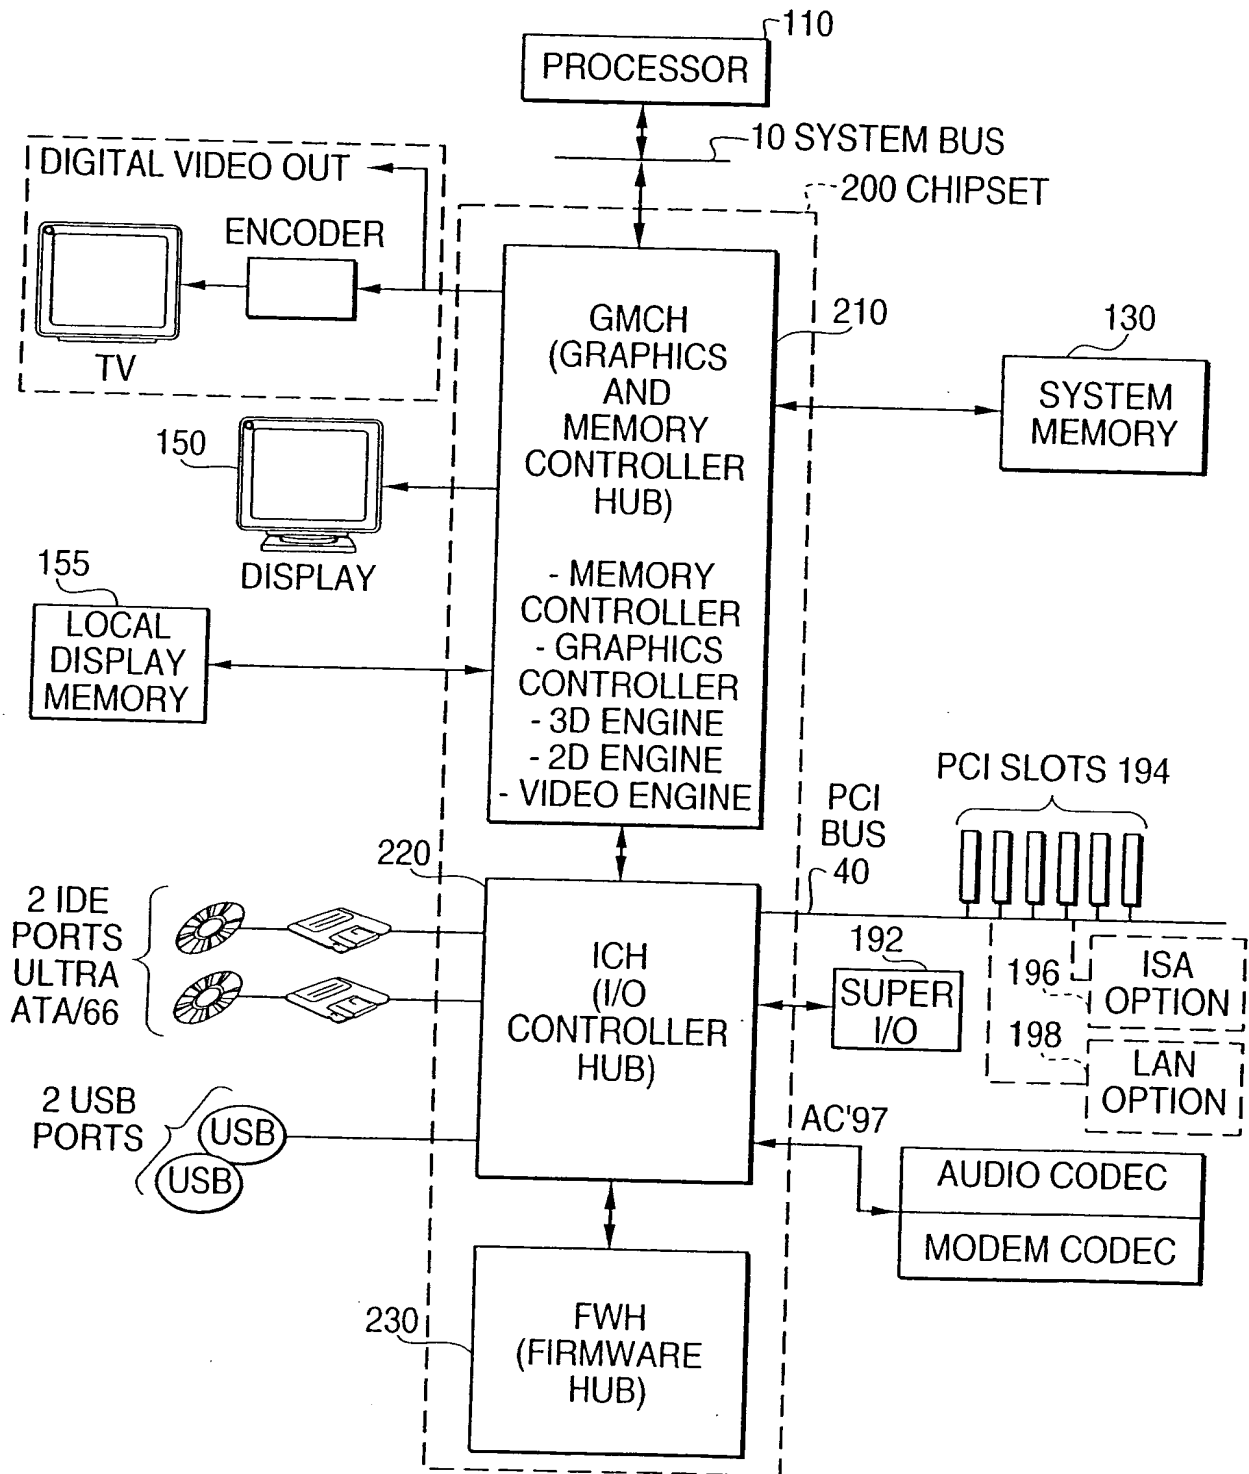 110
PROCESSOR
10 SYSTEM BUS
200 CHIPSET
DIGITAL VIDEO OUT
ENCODER
TV
GMCH
(GRAPHICS
AND
MEMORY
CONTROLLER
HUB)
- MEMORY
CONTROLLER
- GRAPHICS
CONTROLLER
- 3D ENGINE
- 2D ENGINE
- VIDEO ENGINE
210
130
SYSTEM
MEMORY
150
DISPLAY
155
LOCAL
DISPLAY
MEMORY
PCI SLOTS 194
PCI
BUS
40
220
2 IDE
PORTS
ULTRA
ATA/66
ICH
(I/O
CONTROLLER
HUB)
192
SUPER
I/O
196
ISA
OPTION
198
LAN
OPTION
2 USB
PORTS
USB
USB
AC'97
AUDIO CODEC
MODEM CODEC
230
FWH
(FIRMWARE
HUB)